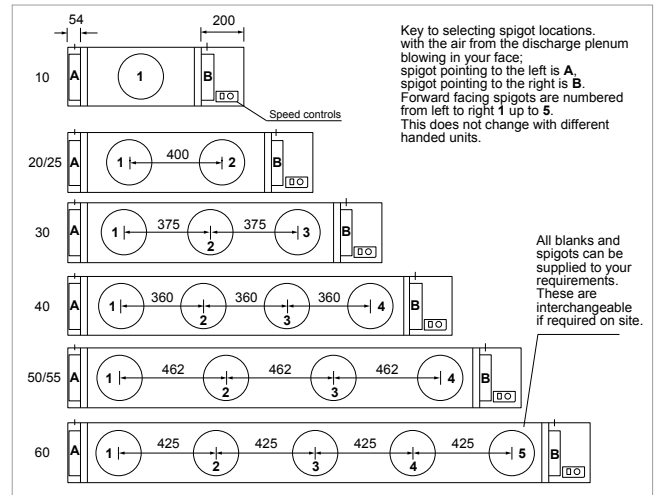 54
200
Key to selecting spigot locations.
with the air from the discharge plenum
blowing in your face;
spigot pointing to the left is A,
spigot pointing to the right is B.
Forward facing spigots are numbered
from left to right 1 up to 5.
This does not change with different
handed units.
10 A 1 B
Speed controls
20/25 A 1 400 2 B
30 A 1 375 2 375 3 B
All blanks and
spigots can be
supplied to your
requirements.
These are
interchangeable
if required on site.
40 A 1 360 2 360 3 360 4 B
50/55 A 1 462 2 462 3 462 4 B
60 A 1 425 2 425 3 425 4 425 5 B